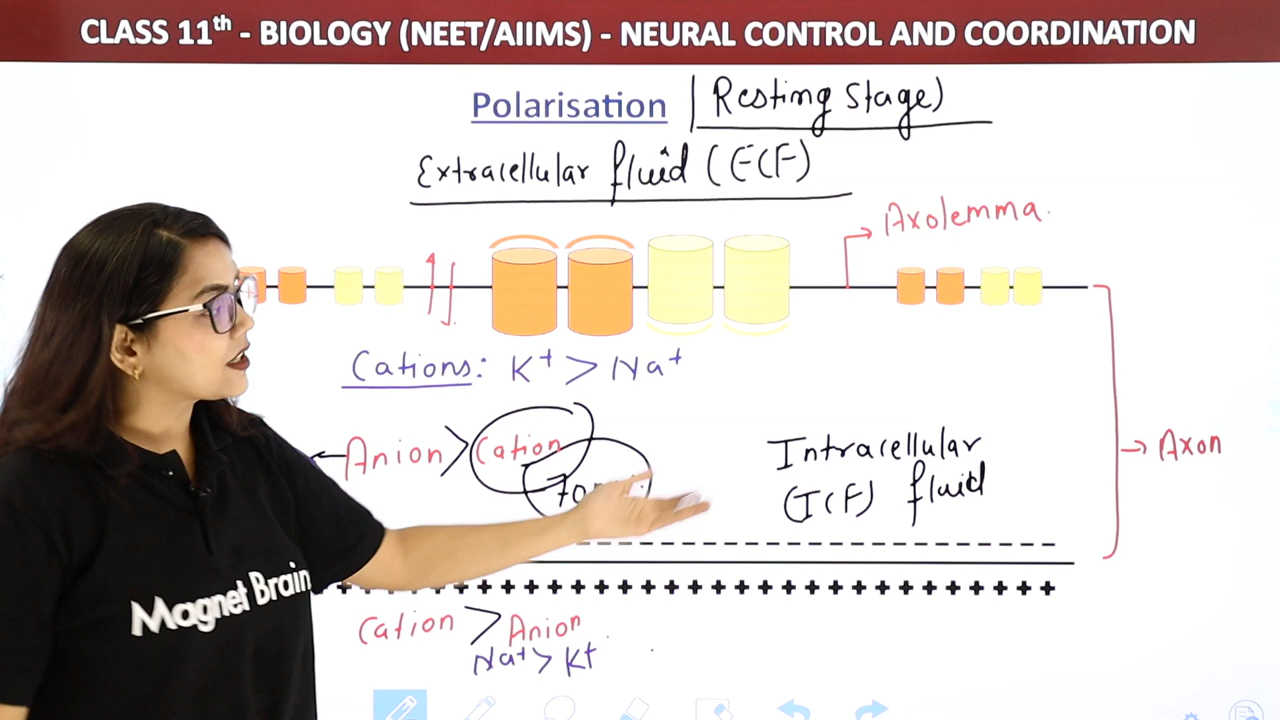 CLASS 11th - BIOLOGY (NEET/AIIMS) - NEURAL CONTROL AND COORDINATION
Polarisation (Resting Stage)
Extracellular fluid (ECF)
Axolemma.
Cations: K+ > Na+
Anion > Cation
Intracellular
(ICF) fluid
→ Axon
- - - - - - - - - - - - - - - - - - - -
+ + + + + + + + + + + + + + + + + + + +
Cation > Anion
Na+ > K+
Magnet Brain